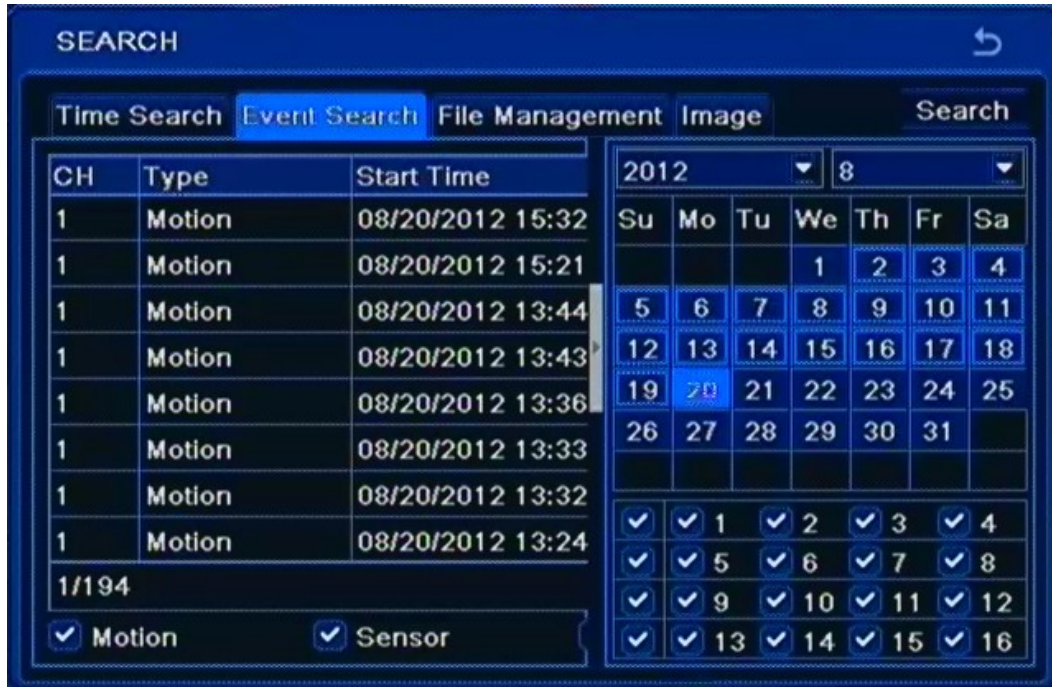 SEARCH
Time Search Event Search File Management Image Search
CH Type Start Time
1 Motion 08/20/2012 15:32
1 Motion 08/20/2012 15:21
1 Motion 08/20/2012 13:44
1 Motion 08/20/2012 13:43
1 Motion 08/20/2012 13:36
1 Motion 08/20/2012 13:33
1 Motion 08/20/2012 13:32
1 Motion 08/20/2012 13:24
1/194
Motion Sensor
2012 8
Su Mo Tu We Th Fr Sa
1 2 3 4
5 6 7 8 9 10 11
12 13 14 15 16 17 18
19 20 21 22 23 24 25
26 27 28 29 30 31
1 2 3 4
5 6 7 8
9 10 11 12
13 14 15 16